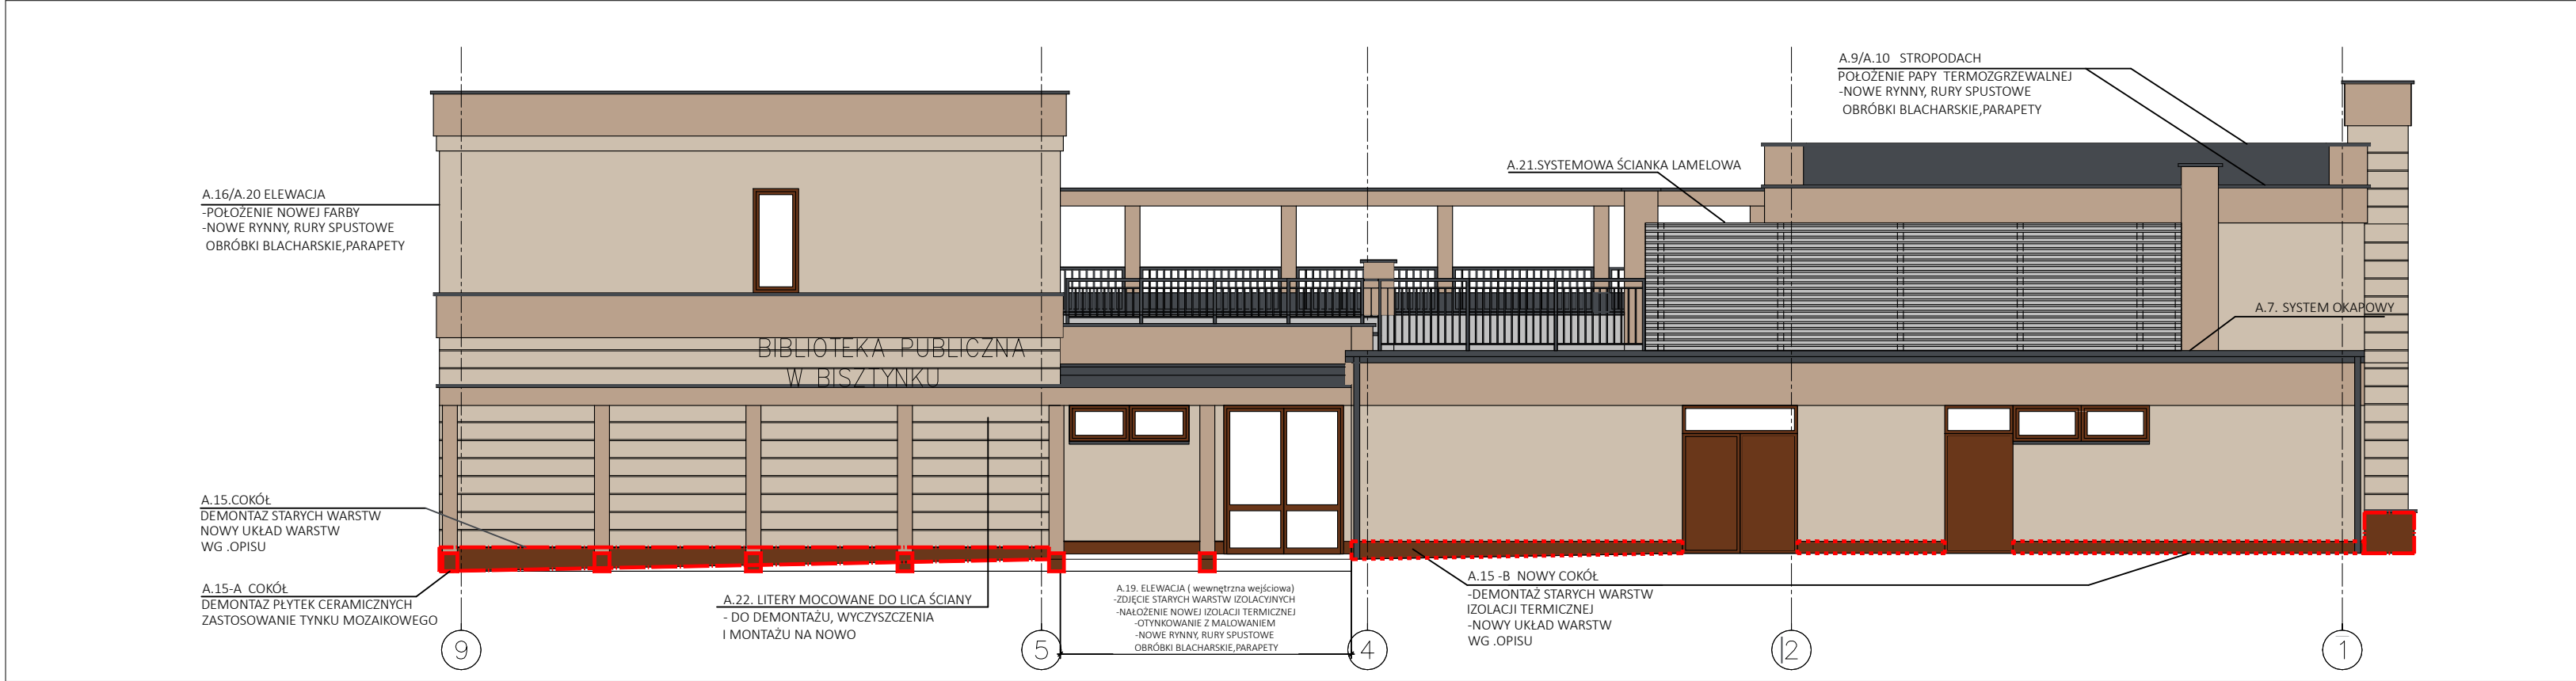 A.9/A.10 STROPODACH
POŁOŻENIE PAPY TERMOZGRZEWALNEJ
-NOWE RYNNY, RURY SPUSTOWE
OBRÓBKI BLACHARSKIE,PARAPETY
A.21.SYSTEMOWA ŚCIANKA LAMELOWA
A.16/A.20 ELEWACJA
-POŁOŻENIE NOWEJ FARBY
-NOWE RYNNY, RURY SPUSTOWE
OBRÓBKI BLACHARSKIE,PARAPETY
A.7. SYSTEM OKAPOWY
BIBLIOTEKA PUBLICZNA
W BISZTYNKU
A.15.COKÓŁ
DEMONTAZ STARYCH WARSTW
NOWY UKŁAD WARSTW
WG .OPISU
A.15-A COKÓŁ
DEMONTAZ PŁYTEK CERAMICZNYCH
ZASTOSOWANIE TYNKU MOZAIKOWEGO
A.22. LITERY MOCOWANE DO LICA ŚCIANY
- DO DEMONTAŻU, WYCZYSZCZENIA
I MONTAŻU NA NOWO
A.19. ELEWACJA ( wewnętrzna wejściowa)
-ZDJĘCIE STARYCH WARSTW IZOLACYJNYCH
-NAŁOŻENIE NOWEJ IZOLACJI TERMICZNEJ
-OTYNKOWANIE Z MALOWANIEM
-NOWE RYNNY, RURY SPUSTOWE
OBRÓBKI BLACHARSKIE,PARAPETY
A.15 -B NOWY COKÓŁ
-DEMONTAŻ STARYCH WARSTW
IZOLACJI TERMICZNEJ
-NOWY UKŁAD WARSTW
WG .OPISU
9
5
4
2
1